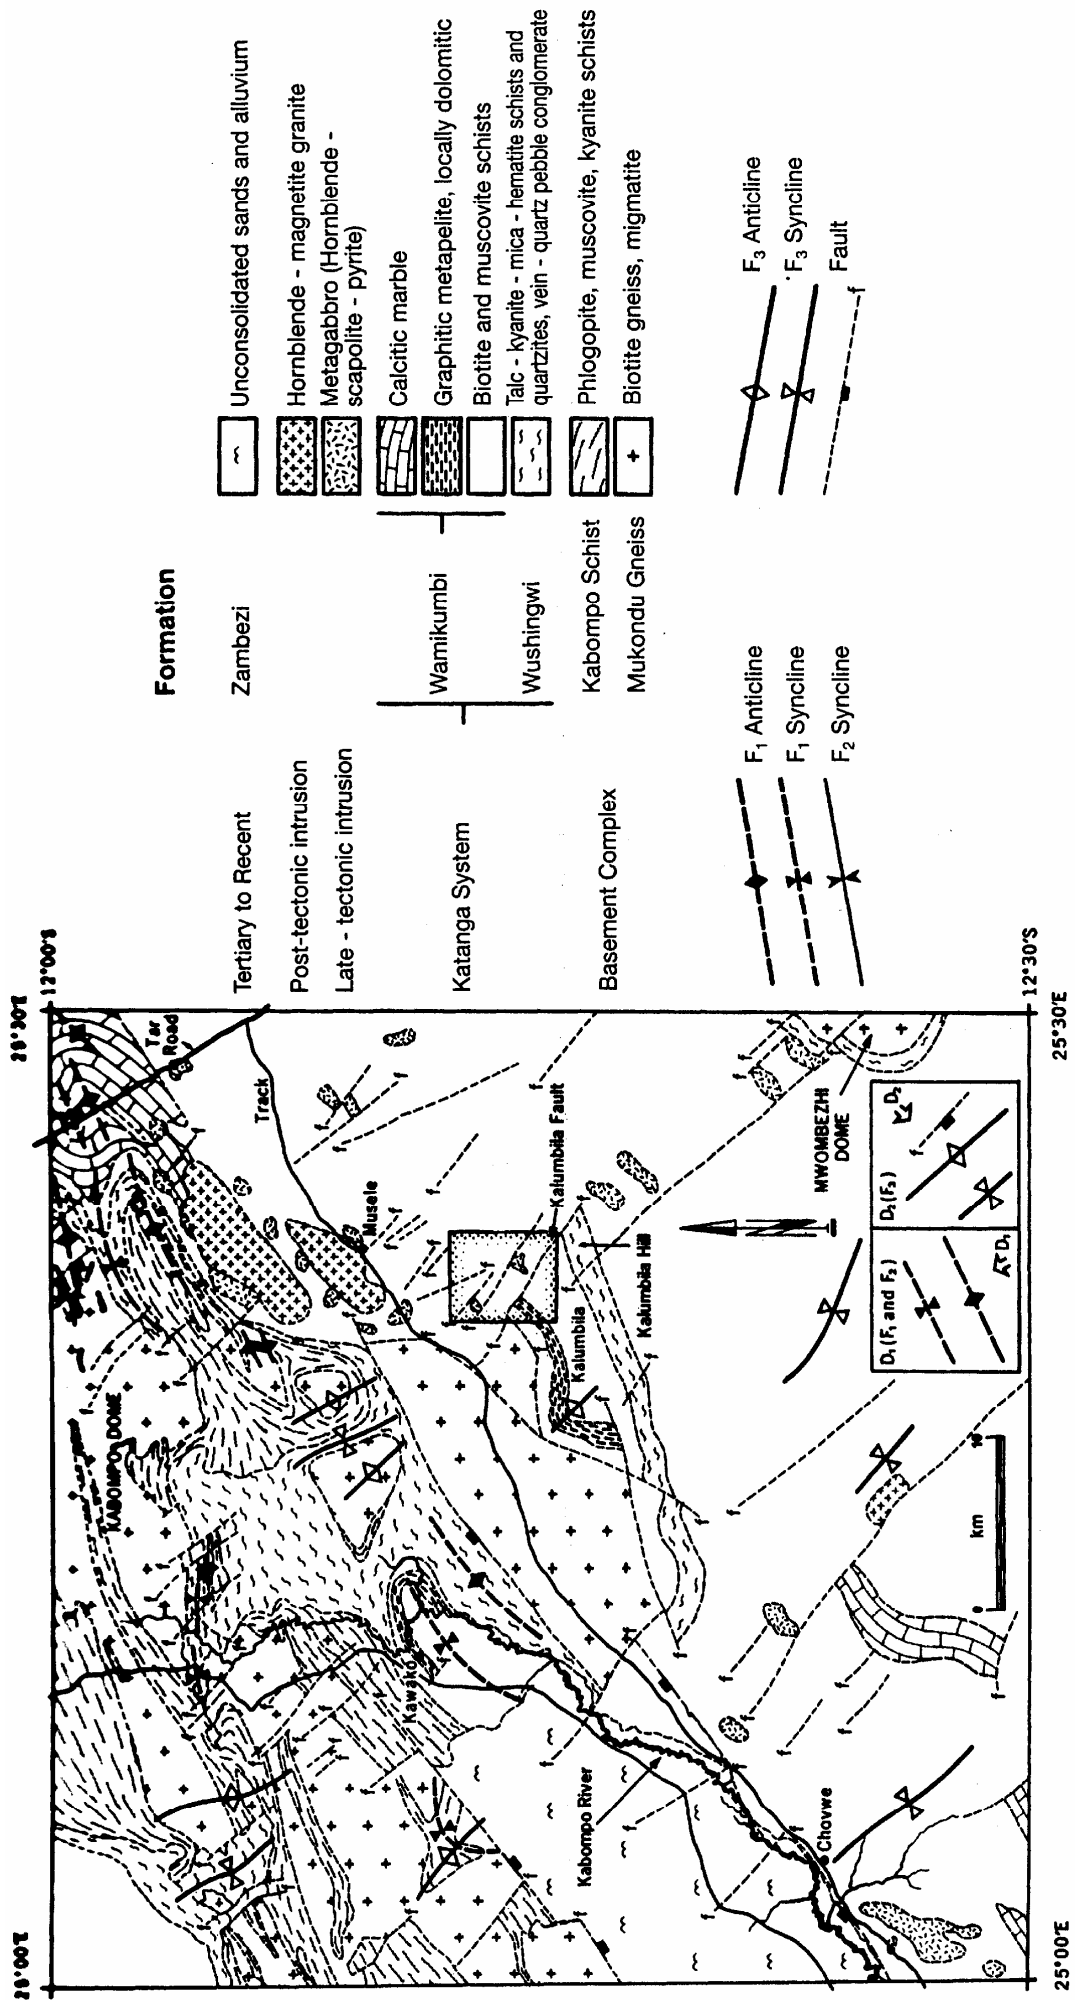 Formation
Tertiary to Recent
Zambezi
Unconsolidated sands and alluvium
Post-tectonic intrusion
Hornblende - magnetite granite
Late - tectonic intrusion
Metagabbro (Hornblende -
scapolite - pyrite)
Katanga System
Wamikumbi
Calcitic marble
Graphitic metapelite, locally dolomitic
Biotite and muscovite schists
Wushingwi
Talc - kyanite - mica - hematite schists and
quartzites, vein - quartz pebble conglomerate
Basement Complex
Kabompo Schist
Phlogopite, muscovite, kyanite schists
Mukondu Gneiss
Biotite gneiss, migmatite
F₁ Anticline
F₁ Syncline
F₂ Syncline
F₃ Anticline
F₃ Syncline
Fault
f
12°00'S
12°30'S
25°30'E
25°00'E
KABOMPO DOME
Tar
Road
Track
Musele
Kalumbila Fault
Kalumbila
Kalumbila Hill
MWOMBEZHI
DOME
Kawako
Kabompo River
Chovwe
D₁ (F₁ and F₂)
D₁
D₂ (F₃)
D₂
f
0
10
km